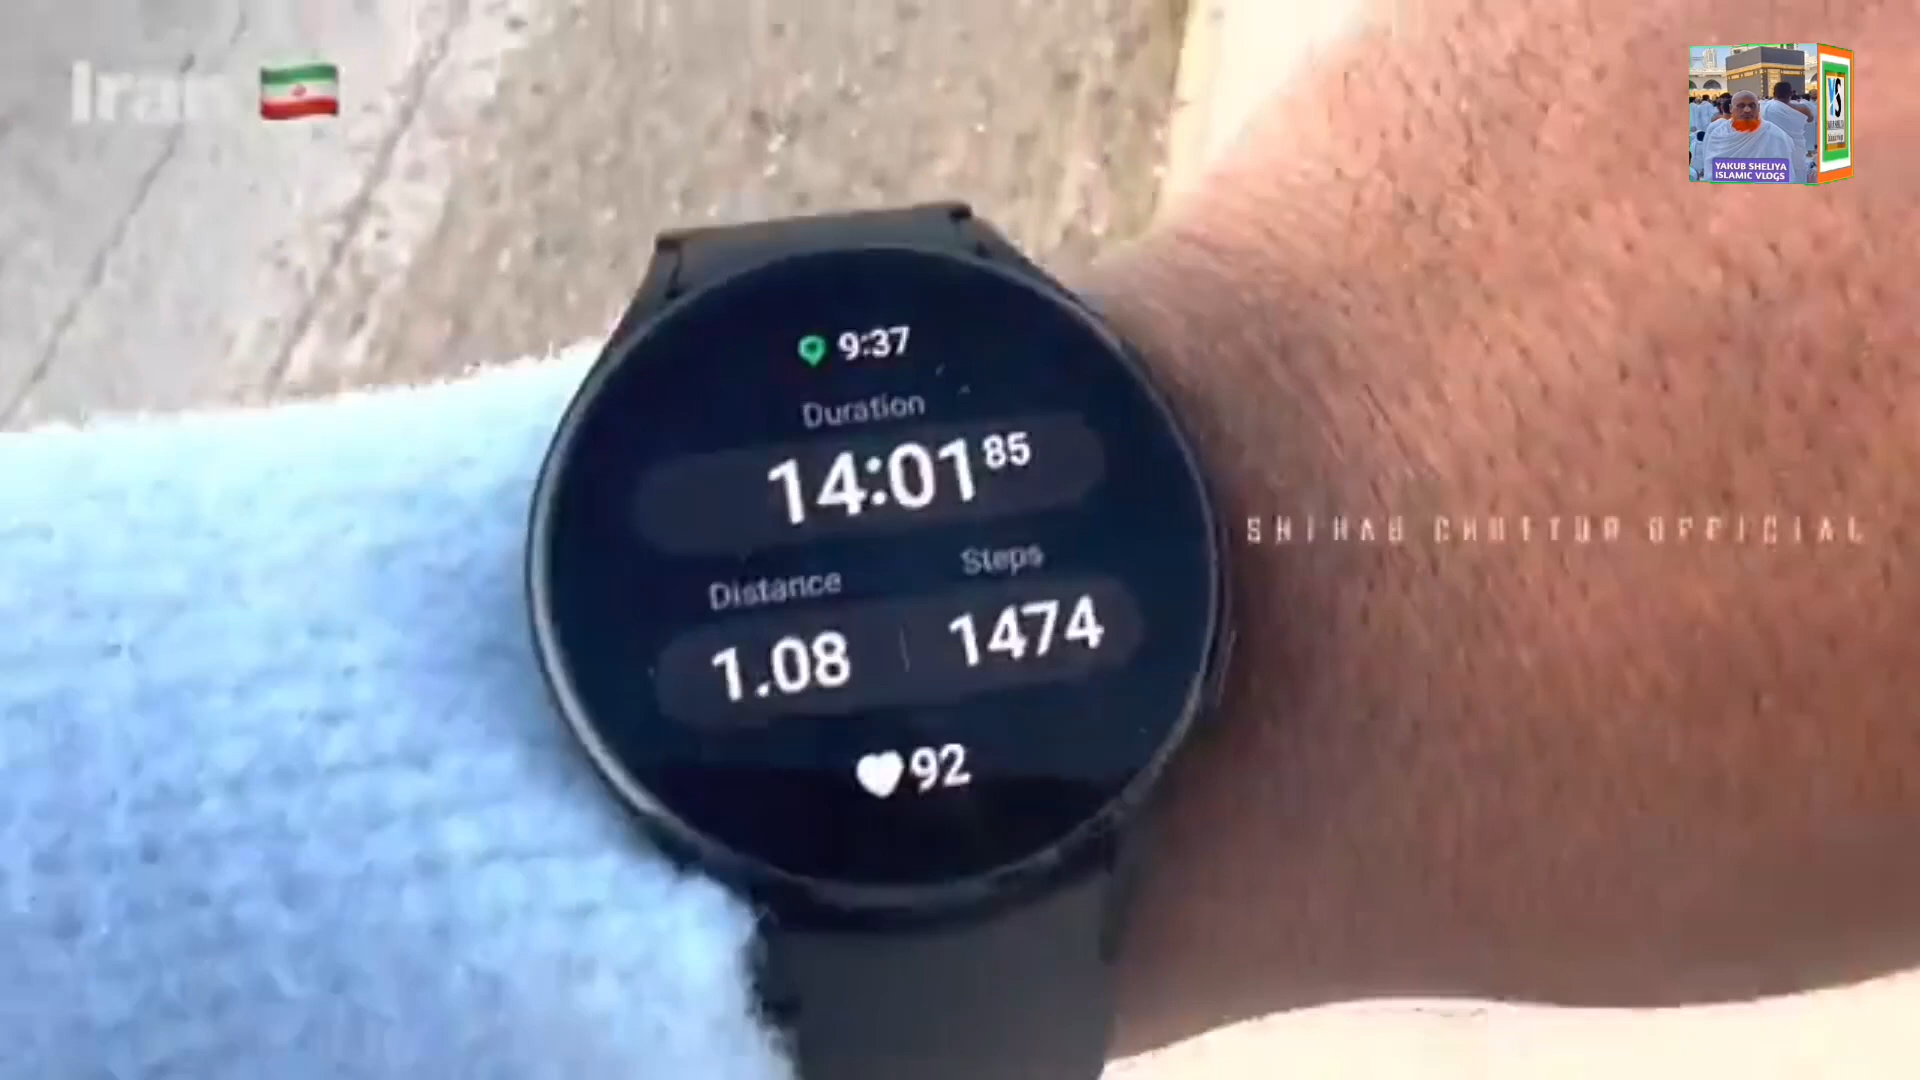 Iran
YAKUB SHELIYA
ISLAMIC VLOGS
9:37
Duration
14:01 85
Distance
Steps
1.08
1474
92
SHIHAB CHOTTUR OFFICIAL